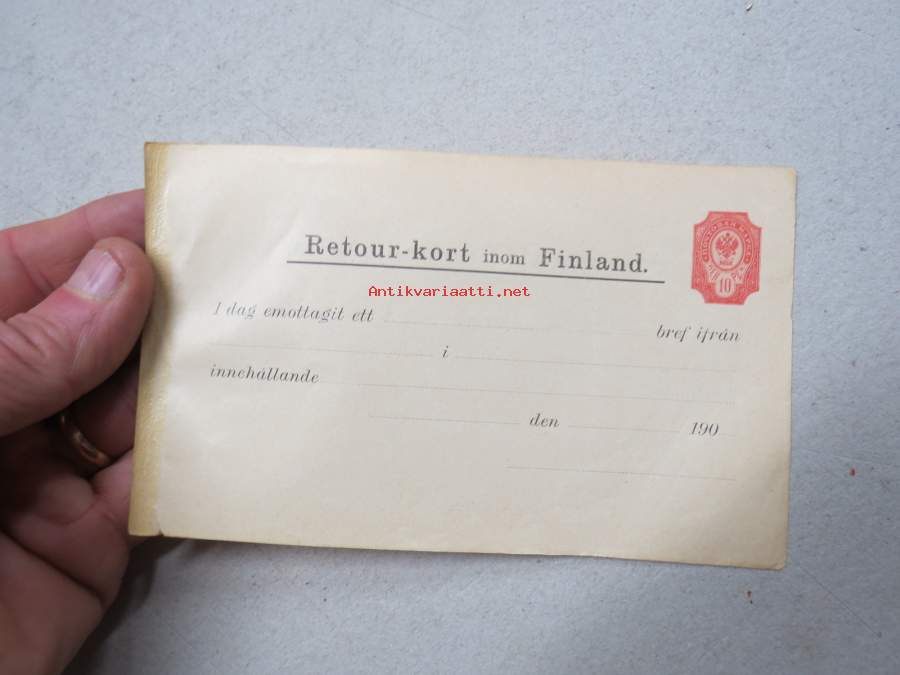 Retour-kort inom Finland.
Antikvariaatti.net
10
I dag emottagit ett
bref ifrån
i
innehållande
den 190